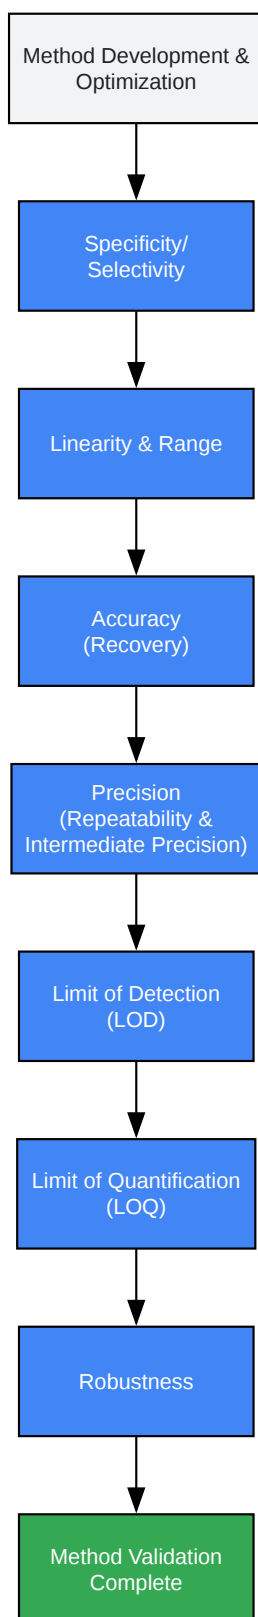 Method Development &
Optimization
Specificity/
Selectivity
Linearity & Range
Accuracy
(Recovery)
Precision
(Repeatability &
Intermediate Precision)
Limit of Detection
(LOD)
Limit of Quantification
(LOQ)
Robustness
Method Validation
Complete